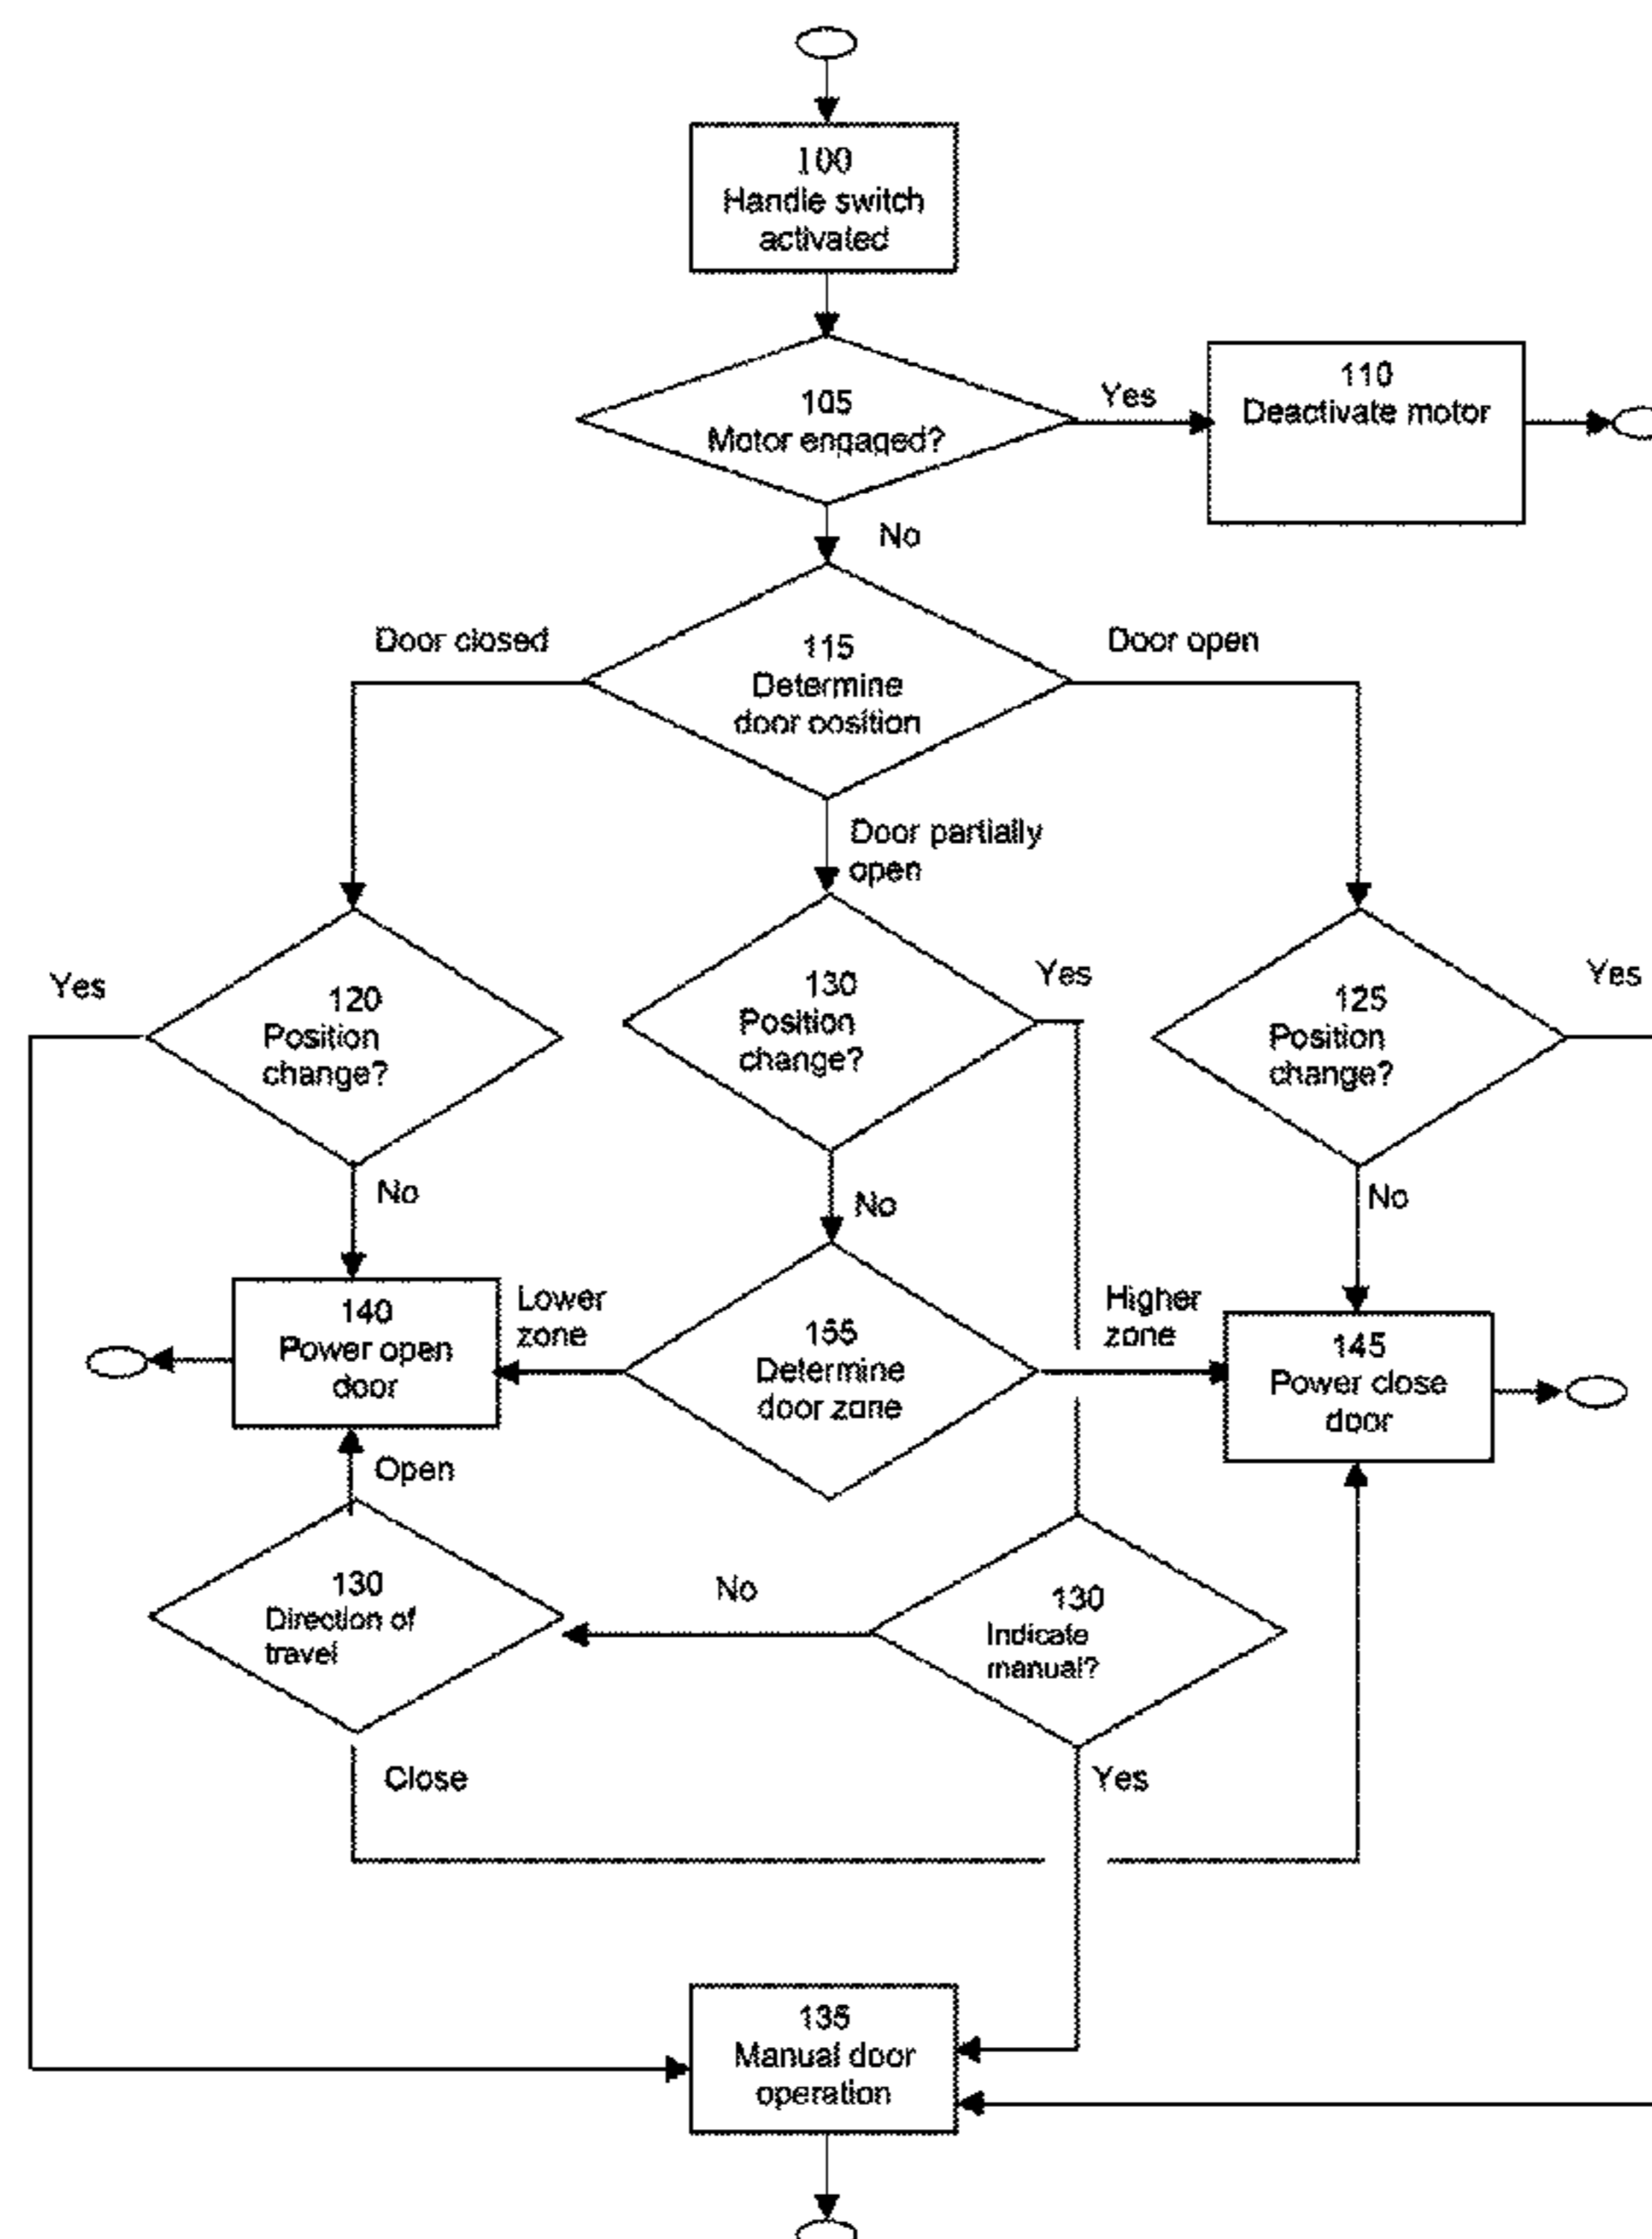 100
Handle switch
activated
105
Motor engaged?
Yes
110
Deactivate motor
No
Door closed
115
Determine
door position
Door open
Door partially
open
Yes
120
Position
change?
130
Position
change?
Yes
125
Position
change?
Yes
No
No
No
140
Power open
door
Lower
zone
155
Determine
door zone
Higher
zone
145
Power close
door
Open
130
Direction of
travel
No
130
Indicate
manual?
Close
Yes
135
Manual door
operation